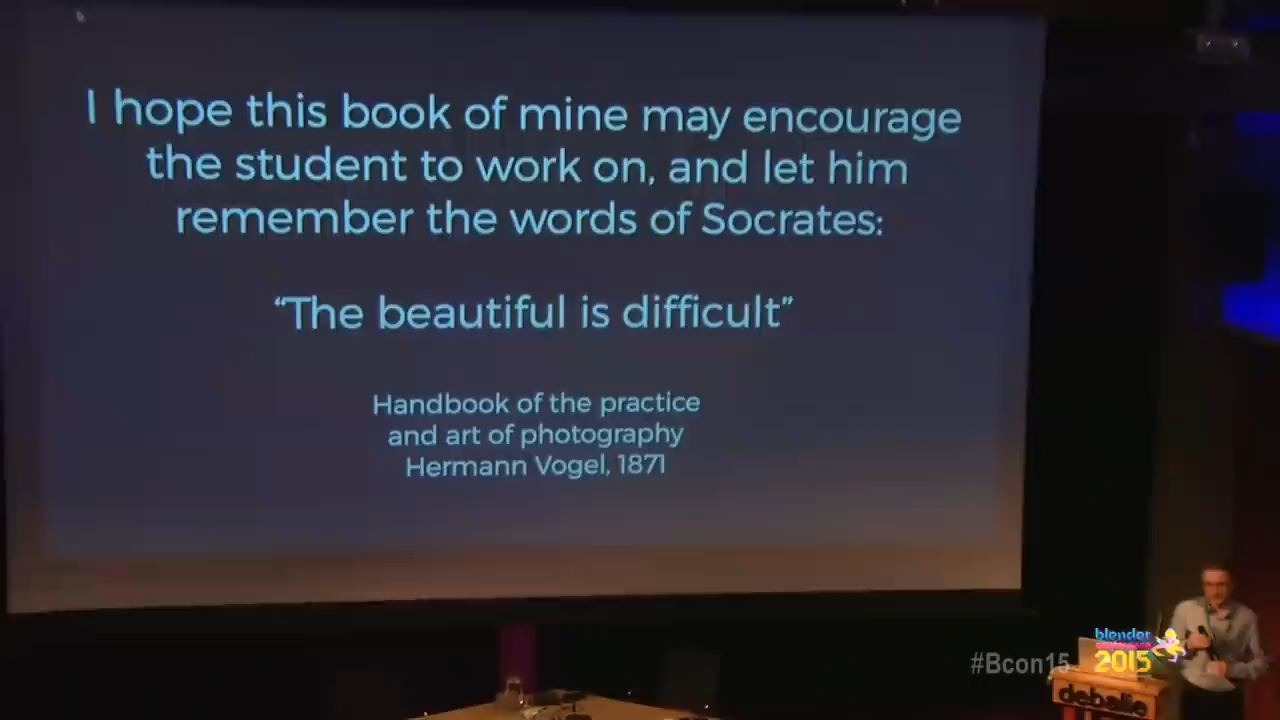 I hope this book of mine may encourage
the student to work on, and let him
remember the words of Socrates:
“The beautiful is difficult”
Handbook of the practice
and art of photography
Hermann Vogel, 1871
#Bcon15
blender
conference
2015
debalie